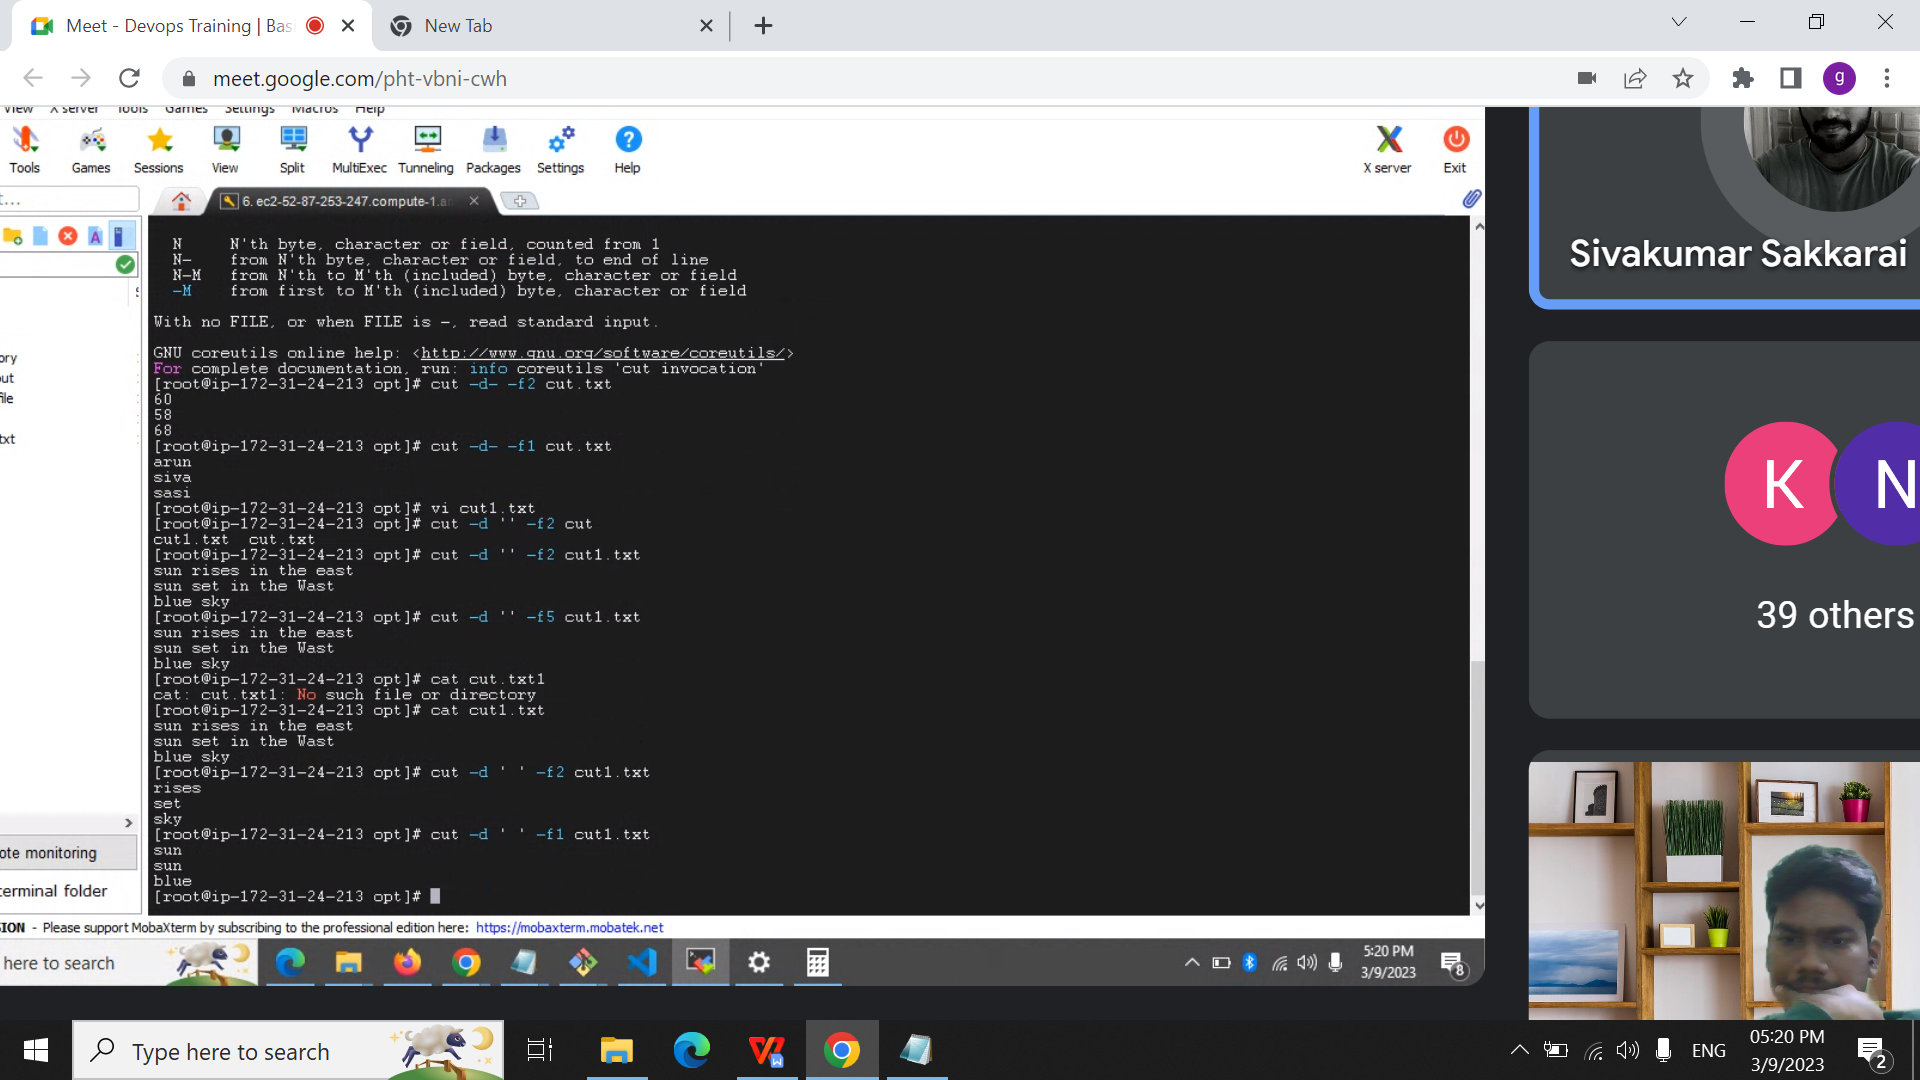 Meet - Devops Training | Bas
New Tab
meet.google.com/pht-vbni-cwh
g
View X server Tools Games Settings Macros Help
Tools Games Sessions View Split MultiExec Tunneling Packages Settings Help X server Exit
6. ec2-52-87-253-247.compute-1.am
N N'th byte, character or field, counted from 1
N- from N'th byte, character or field, to end of line
N-M from N'th to M'th (included) byte, character or field
-M from first to M'th (included) byte, character or field
With no FILE, or when FILE is -, read standard input.
GNU coreutils online help: <http://www.gnu.org/software/coreutils/>
For complete documentation, run: info coreutils 'cut invocation'
[root@ip-172-31-24-213 opt]# cut -d- -f2 cut.txt
60
58
68
[root@ip-172-31-24-213 opt]# cut -d- -f1 cut.txt
arun
siva
sasi
[root@ip-172-31-24-213 opt]# vi cut1.txt
[root@ip-172-31-24-213 opt]# cut -d '' -f2 cut
cut1.txt cut.txt
[root@ip-172-31-24-213 opt]# cut -d '' -f2 cut1.txt
sun rises in the east
sun set in the Wast
blue sky
[root@ip-172-31-24-213 opt]# cut -d '' -f5 cut1.txt
sun rises in the east
sun set in the Wast
blue sky
[root@ip-172-31-24-213 opt]# cat cut.txt1
cat: cut.txt1: No such file or directory
[root@ip-172-31-24-213 opt]# cat cut1.txt
sun rises in the east
sun set in the Wast
blue sky
[root@ip-172-31-24-213 opt]# cut -d ' ' -f2 cut1.txt
rises
set
sky
[root@ip-172-31-24-213 opt]# cut -d ' ' -f1 cut1.txt
sun
sun
blue
[root@ip-172-31-24-213 opt]#
ory
out
file
txt
ote monitoring
terminal folder
SION - Please support MobaXterm by subscribing to the professional edition here: https://mobaxterm.mobatek.net
here to search
5:20 PM
3/9/2023
8
Sivakumar Sakkarai
K N
39 others
Type here to search
ENG
05:20 PM
3/9/2023
2